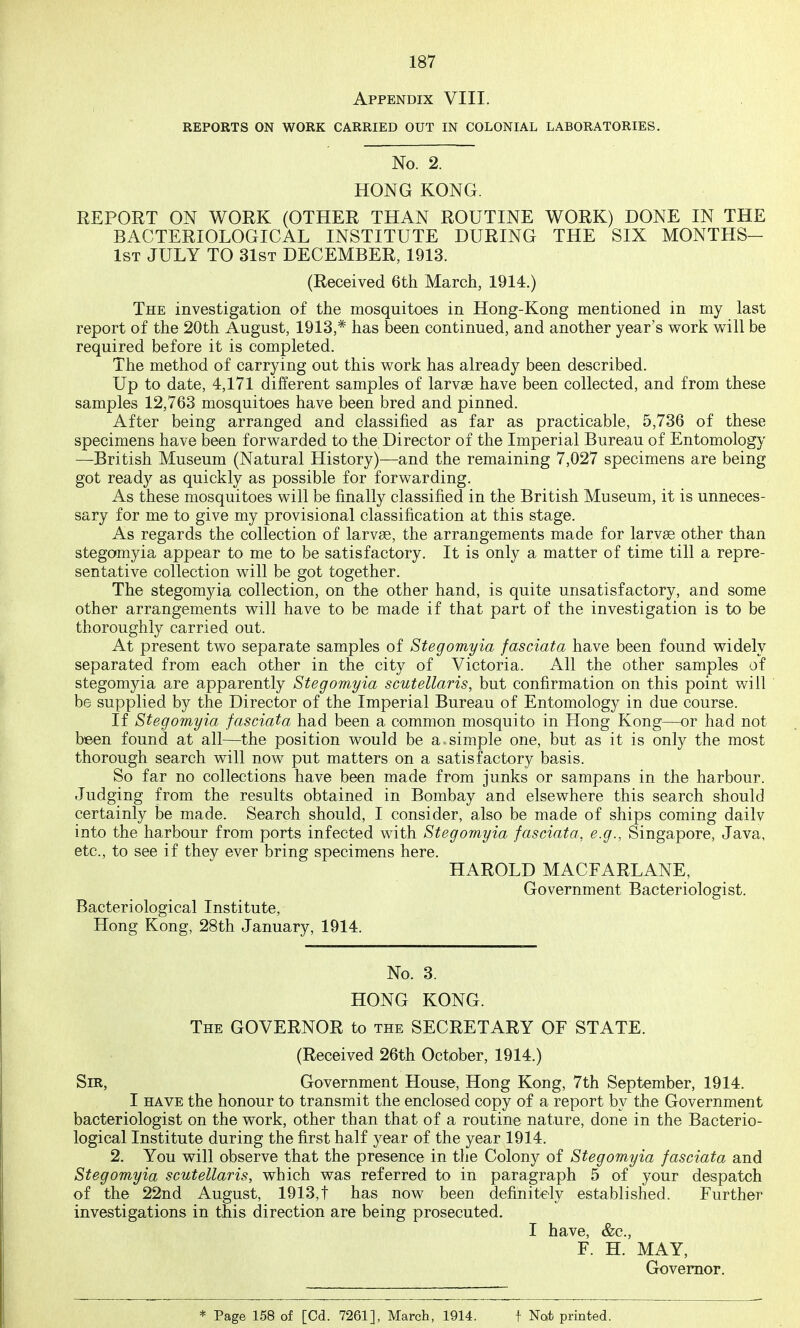 187
APPENDIX VIII.
REPORTS ON WORK CARRIED OUT IN COLONIAL LABORATORIES.
No. 2.
HONG KONG.
REPORT ON WORK (OTHER THAN ROUTINE WORK) DONE IN THE
BACTERIOLOGICAL INSTITUTE DURING THE SIX MONTHS—
1ST JULY TO 31ST DECEMBER, 1913.
(Received 6th March, 1914.)
THE investigation of the mosquitoes in Hong-Kong mentioned in my last
report of the 20th August, 1913,* has been continued, and another year's work will be
required before it is completed.
The method of carrying out this work has already been described.
Up to date, 4,171 different samples of larvæ have been collected, and from these
samples 12,763 mosquitoes have been bred and pinned.
After being arranged and classified as far as practicable, 5,736 of these
specimens have been forwarded to the Director of the Imperial Bureau of Entomology
—British Museum (Natural History)—and the remaining 7,027 specimens are being
got ready as quickly as possible for forwarding.
As these mosquitoes will be finally classified in the British Museum, it is unneces-
sary for me to give my provisional classification at this stage.
As regards the collection of larvæ, the arrangements made for larvæ other than
stegomyia appear to me to be satisfactory. It is only a matter of time till a repre-
sentative collection will be got together.
The stegomyia collection, on the other hand, is quite unsatisfactory, and some
other arrangements will have to be made if that part of the investigation is to be
thoroughly carried out.
At present two separate samples of Stegomyia fasciata have been found widely
separated from each other in the city of Victoria. All the other samples of
stegomyia are apparently Stegomyia scutellaris, but confirmation on this point will
be supplied by the Director of the Imperial Bureau of Entomology in due course.
If Stegomyia fasciata had been a common mosquito in Hong Kong—or had not
been found at all—the position would be a simple one, but as it is only the most
thorough search will now put matters on a satisfactory basis.
So far no collections have been made from junks or sampans in the harbour.
Judging from the results obtained in Bombay and elsewhere this search should
certainly be made. Search should, I consider, also be made of ships coming daily
into the harbour from ports infected with Stegomyia fasciata, e.g., Singapore, Java,
etc., to see if they ever bring specimens here.
HAROLD MACFARLANE,
Government Bacteriologist.
Bacteriological Institute,
Hong Kong, 28th January, 1914.
No. 3.
HONG KONG.
THE GOVERNOR to THE SECRETARY OF STATE.
(Received 26th October, 1914.)
SIR, Government House, Hong Kong, 7th September, 1914.
I HAVE the honour to transmit the enclosed copy of a report by the Government
bacteriologist on the work, other than that of a routine nature, done in the Bacterio-
logical Institute during the first half year of the year 1914.
2. You will observe that the presence in the Colony of Stegomyia fasciata and
Stegomyia scutellaris, which was referred to in paragraph 5 of your despatch
of the 22nd August, 1913,† has now been definitely established. Further
investigations in this direction are being prosecuted.
I have, &c.,
F. H. MAY,
Governor.
* Page 158 of [Cd. 7261], March, 1914. † Not printed.